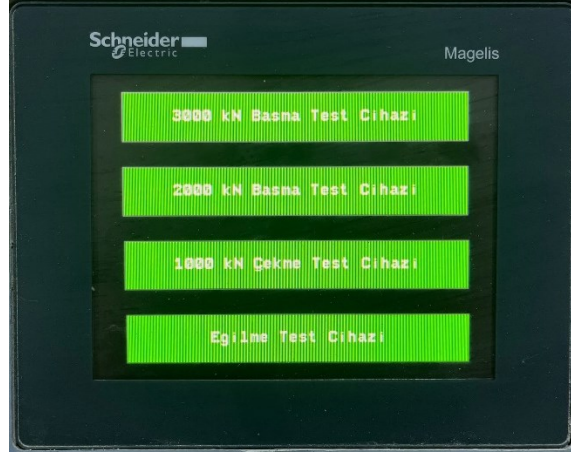 Schneider
Electric
Magelis
3000 kN Basma Test Cihazi
2000 kN Basma Test Cihazi
1000 kN Çekme Test Cihazi
Egilme Test Cihazi